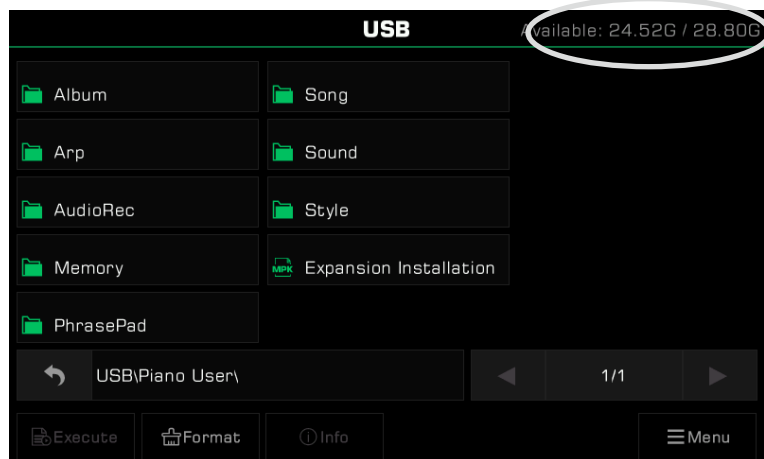 USB
Available: 24.52G / 28.80G
Album
Song
Arp
Sound
AudioRec
Style
Memory
MPK
Expansion Installation
PhrasePad
USB\Piano User\
1/1
Execute
Format
Info
Menu